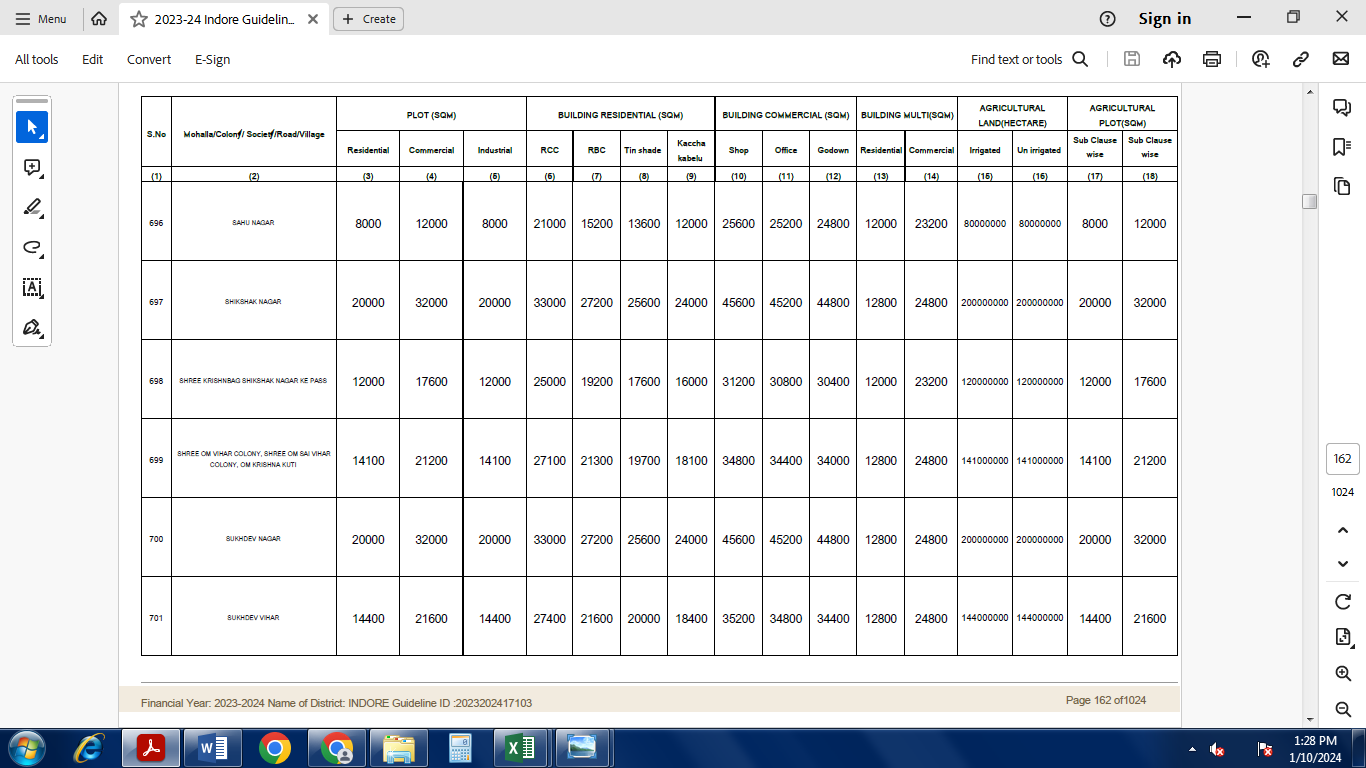 Menu
2023-24 Indore Guidelin...
Create
Sign in
All tools Edit Convert E-Sign
Find text or tools
S.No Mohalla/Colony/ Society/Road/Village PLOT (SQM) BUILDING RESIDENTIAL (SQM) BUILDING COMMERCIAL (SQM) BUILDING MULTI(SQM) AGRICULTURAL LAND(HECTARE) AGRICULTURAL PLOT(SQM)
Residential Commercial Industrial RCC RBC Tin shade Kaccha kabelu Shop Office Godown Residential Commercial Irrigated Un irrigated Sub Clause wise Sub Clause wise
(1) (2) (3) (4) (5) (6) (7) (8) (9) (10) (11) (12) (13) (14) (15) (16) (17) (18)
696 SAHU NAGAR 8000 12000 8000 21000 15200 13600 12000 25600 25200 24800 12000 23200 80000000 80000000 8000 12000
697 SHIKSHAK NAGAR 20000 32000 20000 33000 27200 25600 24000 45600 45200 44800 12800 24800 200000000 200000000 20000 32000
698 SHREE KRISHNBAG SHIKSHAK NAGAR KE PASS 12000 17600 12000 25000 19200 17600 16000 31200 30800 30400 12000 23200 120000000 120000000 12000 17600
699 SHREE OM VIHAR COLONY, SHREE OM SAI VIHAR COLONY, OM KRISHNA KUTI 14100 21200 14100 27100 21300 19700 18100 34800 34400 34000 12800 24800 141000000 141000000 14100 21200
700 SUKHDEV NAGAR 20000 32000 20000 33000 27200 25600 24000 45600 45200 44800 12800 24800 200000000 200000000 20000 32000
701 SUKHDEV VIHAR 14400 21600 14400 27400 21600 20000 18400 35200 34800 34400 12800 24800 144000000 144000000 14400 21600
Financial Year: 2023-2024 Name of District: INDORE Guideline ID :2023202417103
Page 162 of1024
162
1024
1:28 PM
1/10/2024